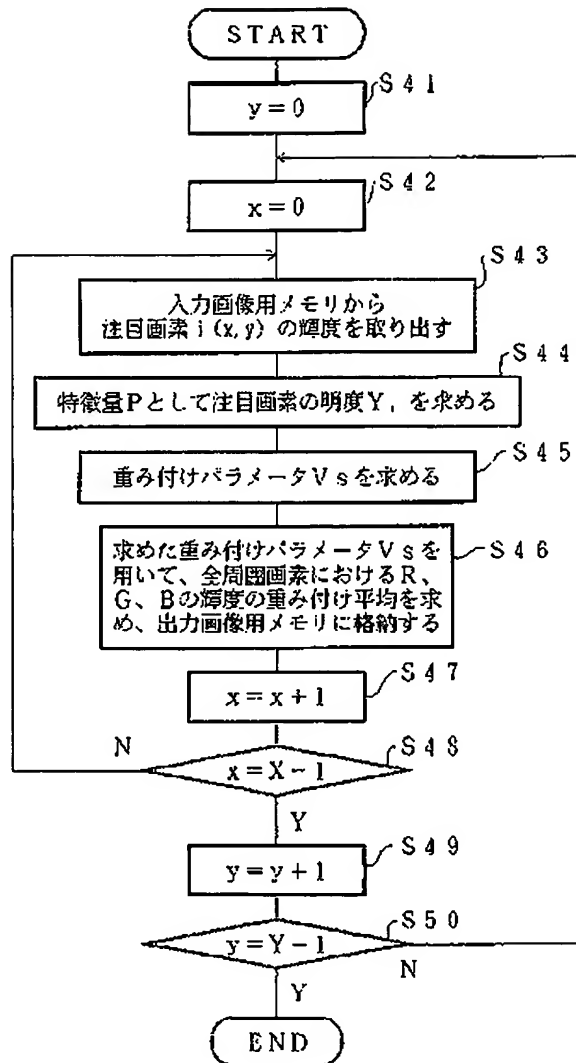 START
S41
y=0
S42
x=0
S43
入力画像用メモリから
注目画素i(x,y)の輝度を取り出す
S44
特徴量Pとして注目画素の明度Y を求める
S45
重み付けパラメータVsを求める
S46
求めた重み付けパラメータVsを
用いて、全周囲画素におけるR、
G、Bの輝度の重み付け平均を求
め、出力画像用メモリに格納する
S47
x=x+1
S48
N
x=X-1
Y
S49
y=y+1
S50
y=Y-1
N
Y
END